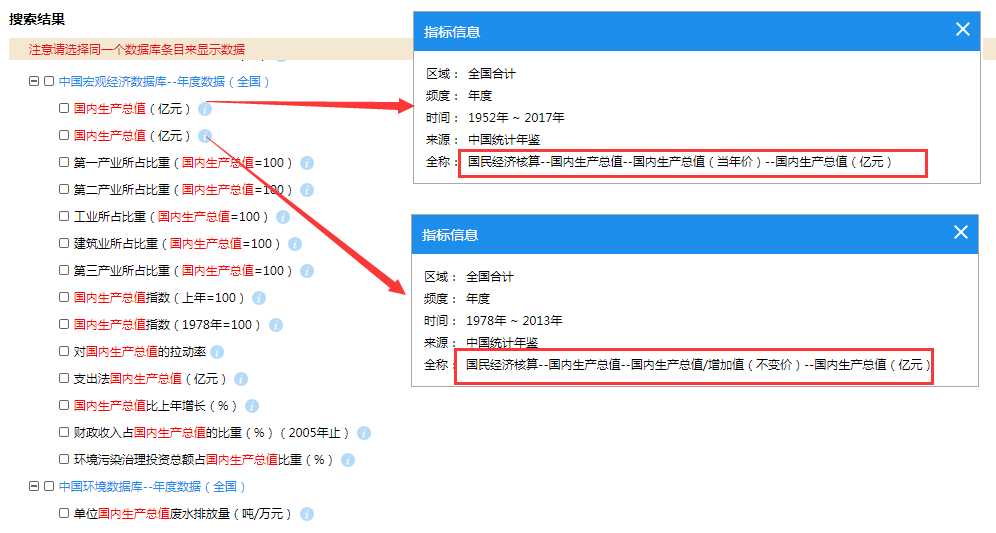 搜索结果
注意请选择同一个数据库条目来显示数据
中国宏观经济数据库--年度数据（全国）
国内生产总值（亿元）
国内生产总值（亿元）
第一产业所占比重（国内生产总值=100）
第二产业所占比重（国内生产总值=100）
工业所占比重（国内生产总值=100）
建筑业所占比重（国内生产总值=100）
第三产业所占比重（国内生产总值=100）
国内生产总值指数（上年=100）
国内生产总值指数（1978年=100）
对国内生产总值的拉动率
支出法国内生产总值（亿元）
国内生产总值比上年增长（%）
财政收入占国内生产总值的比重（%）（2005年止）
环境污染治理投资总额占国内生产总值比重（%）
中国环境数据库--年度数据（全国）
单位国内生产总值废水排放量（吨/万元）
指标信息
区域： 全国合计
频度： 年度
时间： 1952年 ~ 2017年
来源： 中国统计年鉴
全称： 国民经济核算--国内生产总值--国内生产总值（当年价）--国内生产总值（亿元）
指标信息
区域： 全国合计
频度： 年度
时间： 1978年 ~ 2013年
来源： 中国统计年鉴
全称： 国民经济核算--国内生产总值--国内生产总值/增加值（不变价）--国内生产总值（亿元）